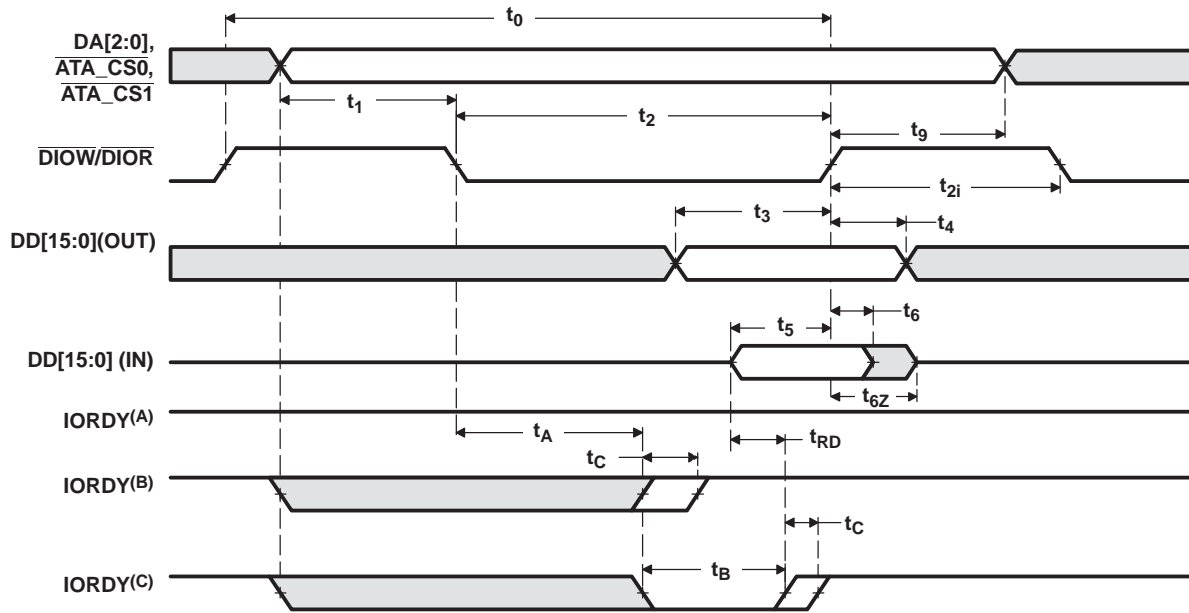 t0
DA[2:0],
ATA_CS0,
ATA_CS1
t1
t2
t9
DIOW/DIOR
t2i
t3
t4
DD[15:0](OUT)
t6
t5
DD[15:0] (IN)
t6Z
IORDY(A)
tA
tRD
tC
IORDY(B)
tC
tB
IORDY(C)